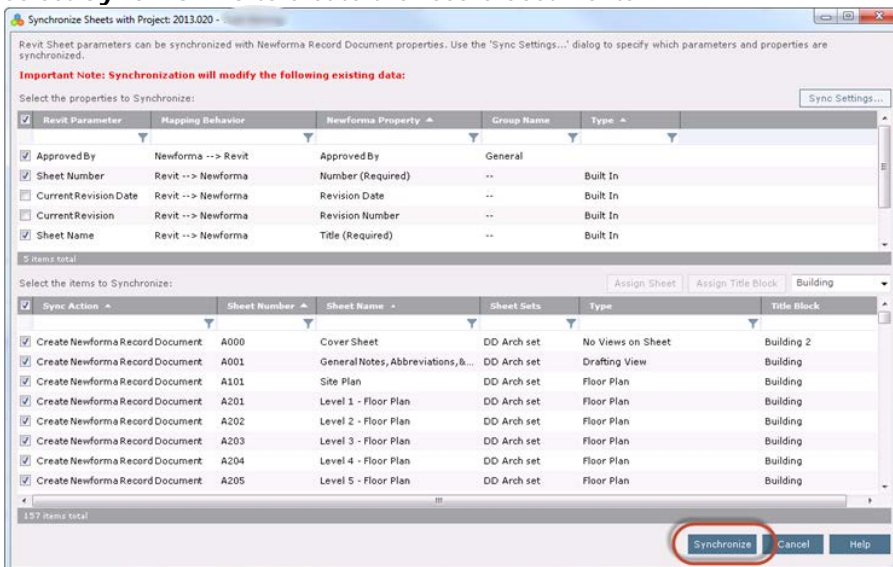 Synchronize Sheets with Project: 2013.020 -
Revit Sheet parameters can be synchronized with Newforma Record Document properties. Use the 'Sync Settings...' dialog to specify which parameters and properties are
synchronized.
Important Note: Synchronization will modify the following existing data:
Select the properties to Synchronize:
Sync Settings...
Revit Parameter Mapping Behavior Newforma Property Group Name Type
Approved By Newforma --> Revit Approved By General
Sheet Number Revit --> Newforma Number (Required) -- Built In
Current Revision Date Revit --> Newforma Revision Date -- Built In
Current Revision Revit --> Newforma Revision Number -- Built In
Sheet Name Revit --> Newforma Title (Required) -- Built In
5 items total
Select the items to Synchronize: Assign Sheet Assign Title Block Building
Sync Action Sheet Number Sheet Name Sheet Sets Type Title Block
Create Newforma Record Document A000 Cover Sheet DD Arch set No Views on Sheet Building 2
Create Newforma Record Document A001 General Notes, Abbreviations, &... DD Arch set Drafting View Building
Create Newforma Record Document A101 Site Plan DD Arch set Floor Plan Building
Create Newforma Record Document A201 Level 1 - Floor Plan DD Arch set Floor Plan Building
Create Newforma Record Document A202 Level 2 - Floor Plan DD Arch set Floor Plan Building
Create Newforma Record Document A203 Level 3 - Floor Plan DD Arch set Floor Plan Building
Create Newforma Record Document A204 Level 4 - Floor Plan DD Arch set Floor Plan Building
Create Newforma Record Document A205 Level 5 - Floor Plan DD Arch set Floor Plan Building
157 items total
Synchronize Cancel Help